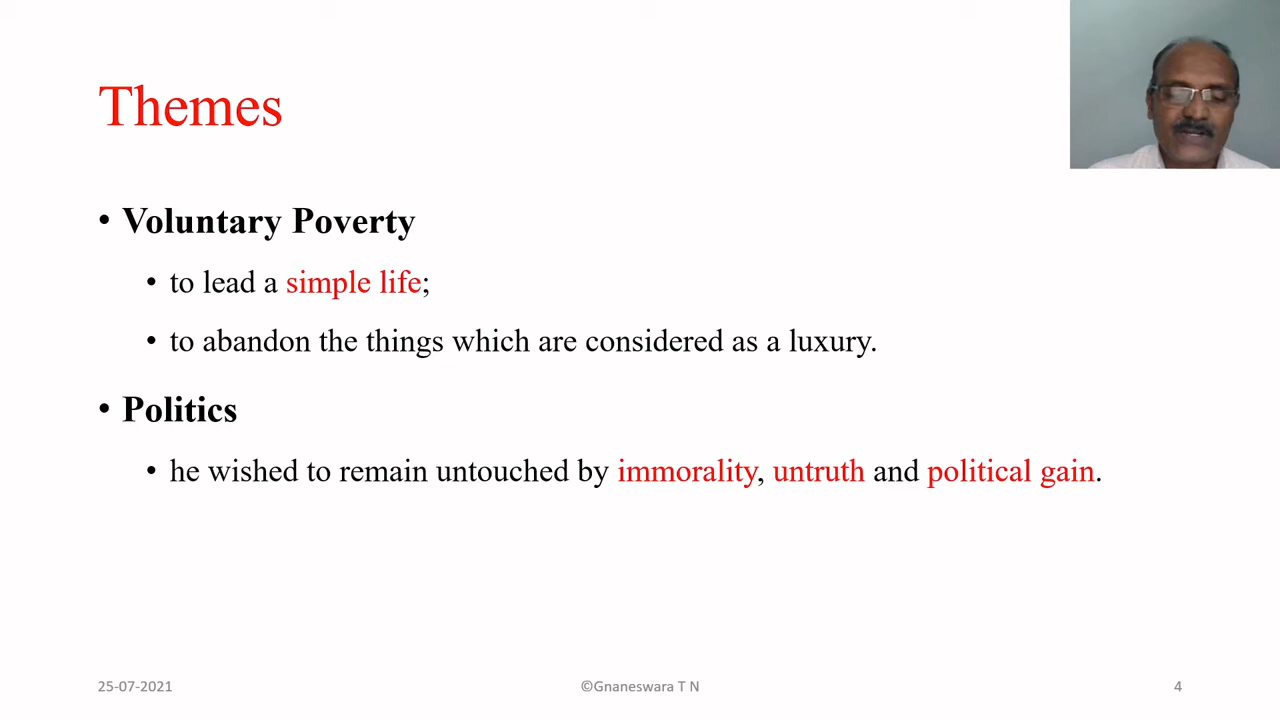 Themes
• Voluntary Poverty
• to lead a simple life;
• to abandon the things which are considered as a luxury.
• Politics
• he wished to remain untouched by immorality, untruth and political gain.
25-07-2021 ©Gnaneswara T N 4